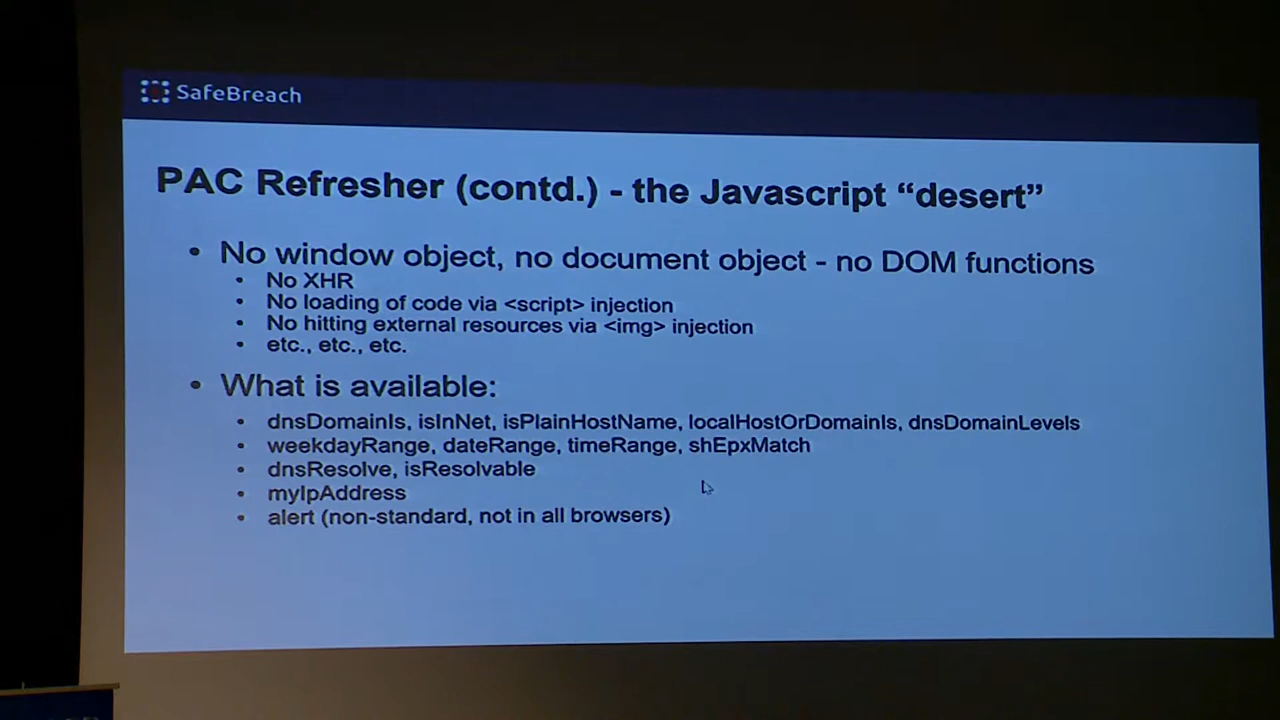 SafeBreach
PAC Refresher (contd.) - the Javascript “desert”
• No window object, no document object - no DOM functions
• No XHR
• No loading of code via <script> injection
• No hitting external resources via <img> injection
• etc., etc., etc.
• What is available:
• dnsDomainIs, isInNet, isPlainHostName, localHostOrDomainIs, dnsDomainLevels
• weekdayRange, dateRange, timeRange, shEpxMatch
• dnsResolve, isResolvable
• myIpAddress
• alert (non-standard, not in all browsers)